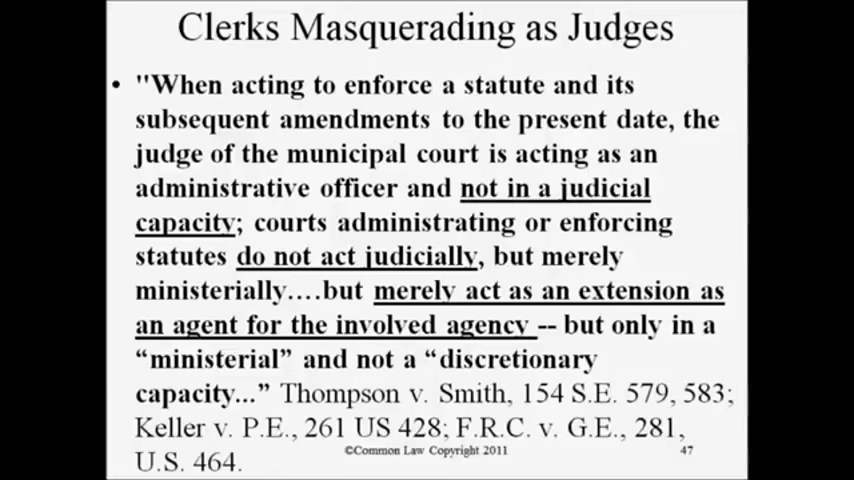 Clerks Masquerading as Judges
• "When acting to enforce a statute and its
subsequent amendments to the present date, the
judge of the municipal court is acting as an
administrative officer and not in a judicial
capacity; courts administrating or enforcing
statutes do not act judicially, but merely
ministerially....but merely act as an extension as
an agent for the involved agency -- but only in a
“ministerial” and not a “discretionary
capacity...” Thompson v. Smith, 154 S.E. 579, 583;
Keller v. P.E., 261 US 428; F.R.C. v. G.E., 281,
U.S. 464.
©Common Law Copyright 2011
47